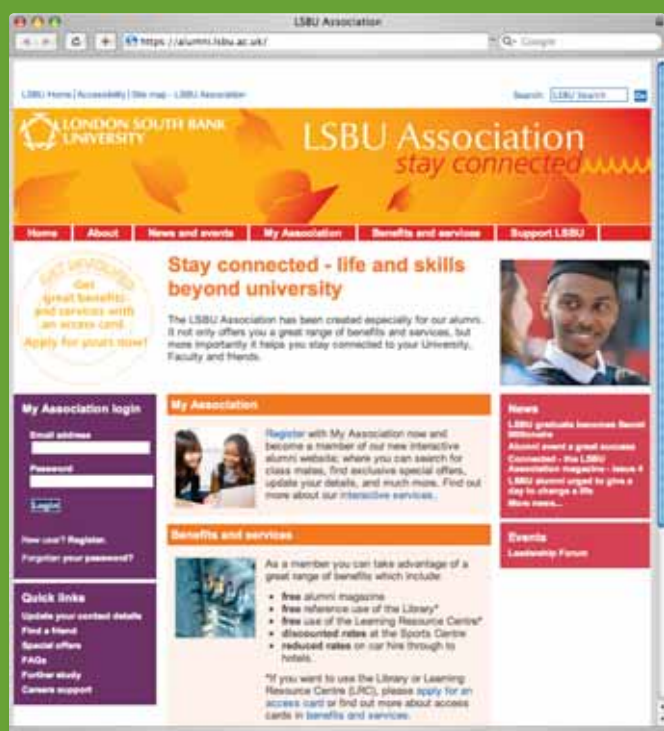 LSBU Association
https://alumni.lsbu.ac.uk/
Google
LSBU Home | Accessibility | Site map - LSBU Association
Search: LSBU Search Go
LONDON SOUTH BANK
UNIVERSITY
LSBU Association
stay connected
Home About News and events My Association Benefits and services Support LSBU
GET INVOLVED
Get
great benefits
and services with
an access card.
Apply for yours now!
Stay connected - life and skills
beyond university
The LSBU Association has been created especially for our alumni.
It not only offers you a great range of benefits and services, but
more importantly it helps you stay connected to your University,
Faculty and friends.
My Association login
Email address
Password
Login
New user? Register.
Forgotten your password?
Quick links
Update your contact details
Find a friend
Special offers
FAQs
Further study
Careers support
My Association
Register with My Association now and
become a member of our new interactive
alumni website; where you can search for
class mates, find exclusive special offers,
update your details, and much more. Find out
more about our interactive services.
Benefits and services
As a member you can take advantage of a
great range of benefits which include:
• free alumni magazine
• free reference use of the Library*
• free use of the Learning Resource Centre*
• discounted rates at the Sports Centre
• reduced rates on car hire through to
hotels.
*If you want to use the Library or Learning
Resource Centre (LRC), please apply for an
access card or find out more about access
cards in benefits and services.
News
LSBU graduate becomes Secret
Millionaire
Alumni event a great success
Connected - the LSBU
Association magazine - issue 4
LSBU alumni urged to give a
day to change a life
More news...
Events
Leadership Forum